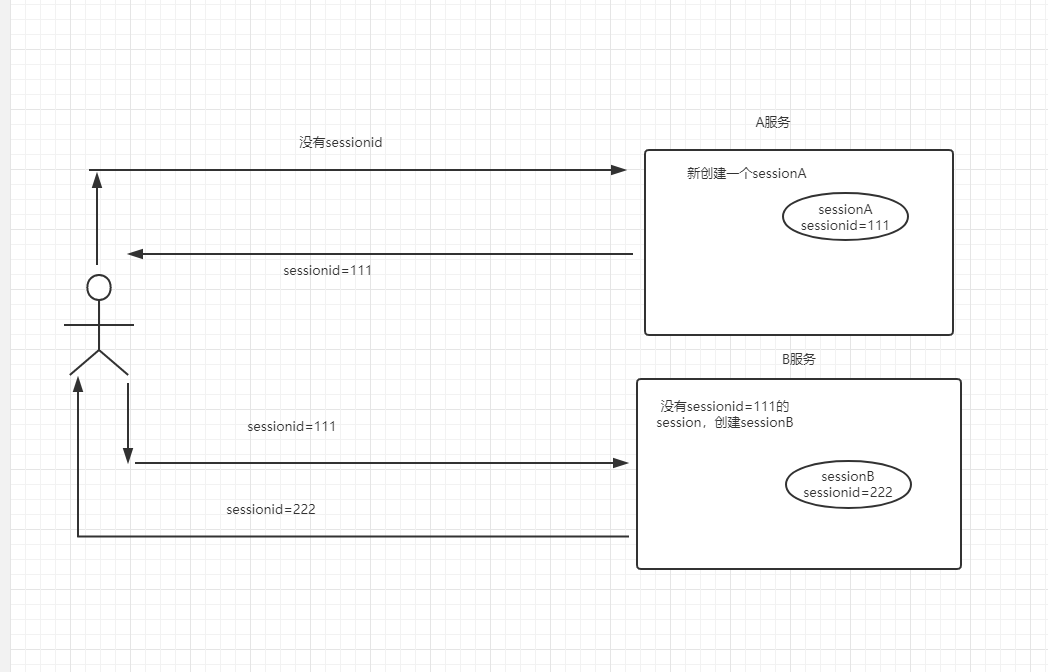 A服务
没有sessionid
新创建一个sessionA
sessionA
sessionid=111
sessionid=111
B服务
没有sessionid=111的
session，创建sessionB
sessionid=111
sessionB
sessionid=222
sessionid=222